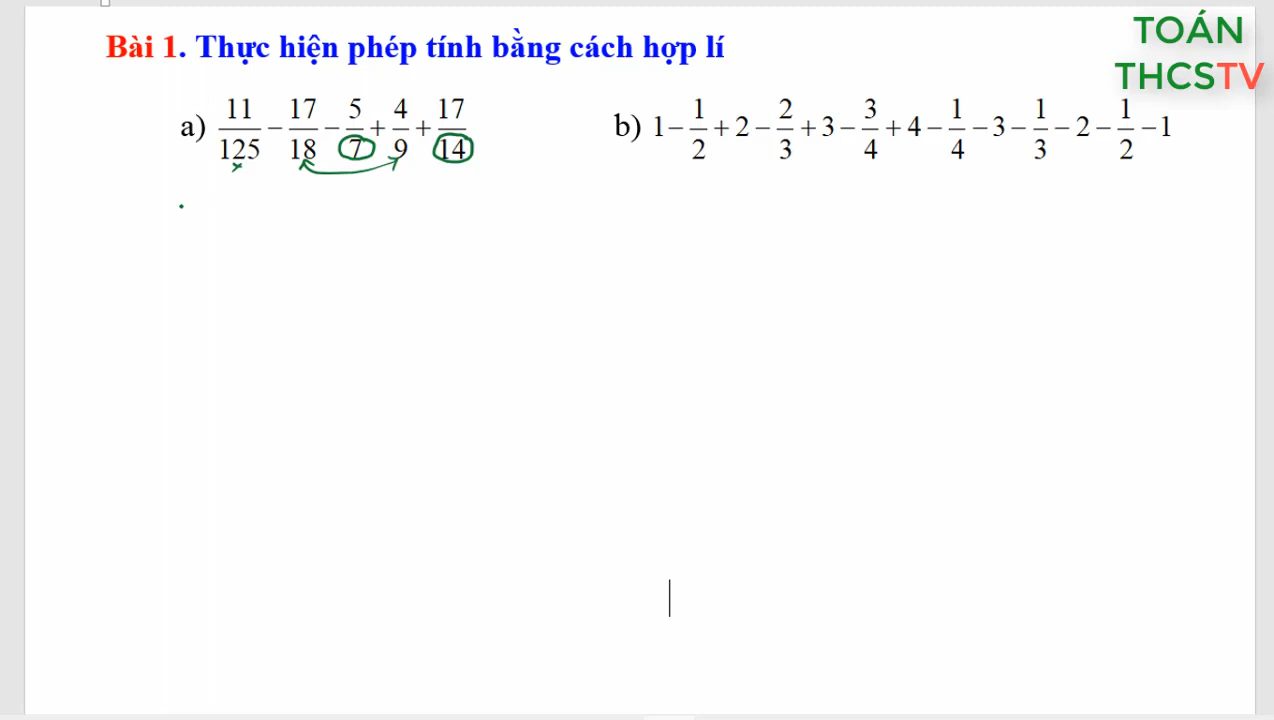 TOÁN
THCSTV
Bài 1. Thực hiện phép tính bằng cách hợp lí
a) 11/125 − 17/18 − 5/7 + 4/9 + 17/14
b) 1 − 1/2 + 2 − 2/3 + 3 − 3/4 + 4 − 1/4 − 3 − 1/3 − 2 − 1/2 − 1